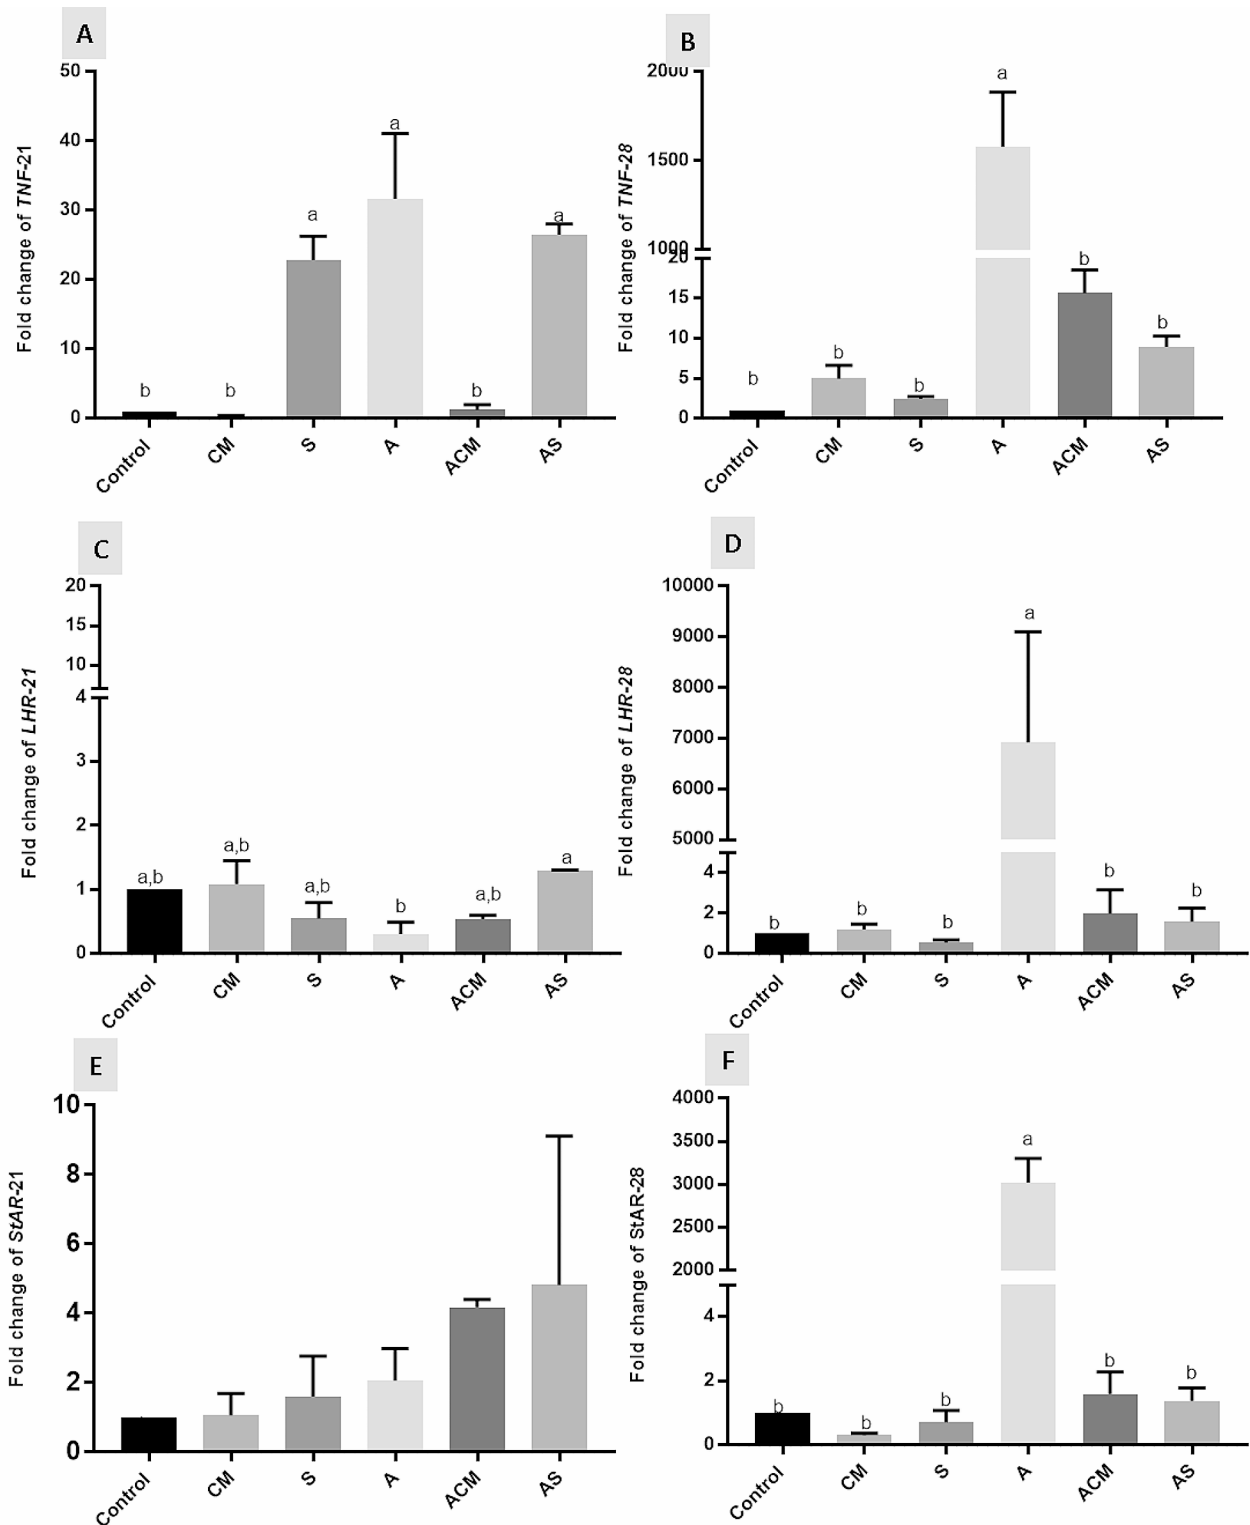 A
Fold change of TNF-21
50
40
30
20
10
0
b
b
a
a
b
a
Control
CM
S
A
ACM
AS
B
Fold change of TNF-28
2000
1500
1000
20
15
10
5
0
b
b
b
a
b
b
Control
CM
S
A
ACM
AS
C
Fold change of LHR-21
20
15
10
4
3
2
1
0
a,b
a,b
a,b
b
a,b
a
Control
CM
S
A
ACM
AS
D
Fold change of LHR-28
10000
9000
8000
7000
6000
5000
4
2
0
b
b
b
a
b
b
Control
CM
S
A
ACM
AS
E
Fold change of StAR-21
10
8
6
4
2
0
Control
CM
S
A
ACM
AS
F
Fold change of StAR-28
4000
3500
3000
2500
2000
4
2
0
b
b
b
a
b
b
Control
CM
S
A
ACM
AS